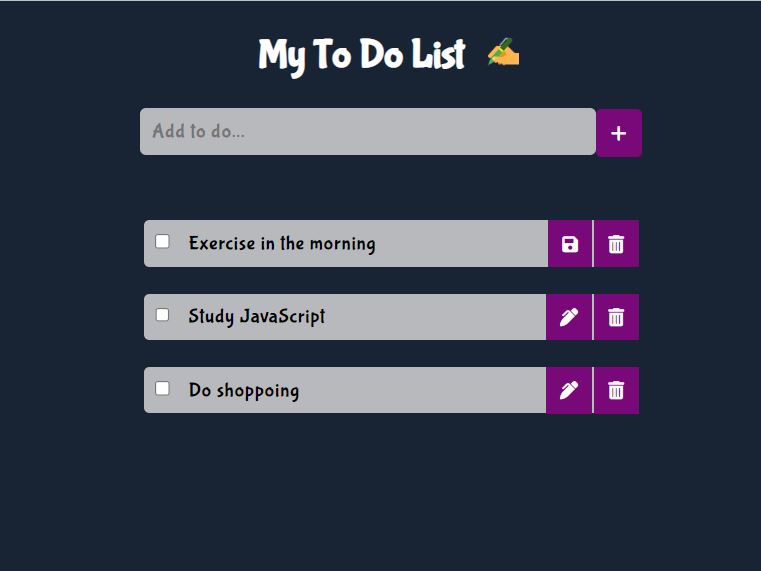 My To Do List ✍
Add to do...
Exercise in the morning
Study JavaScript
Do shoppoing